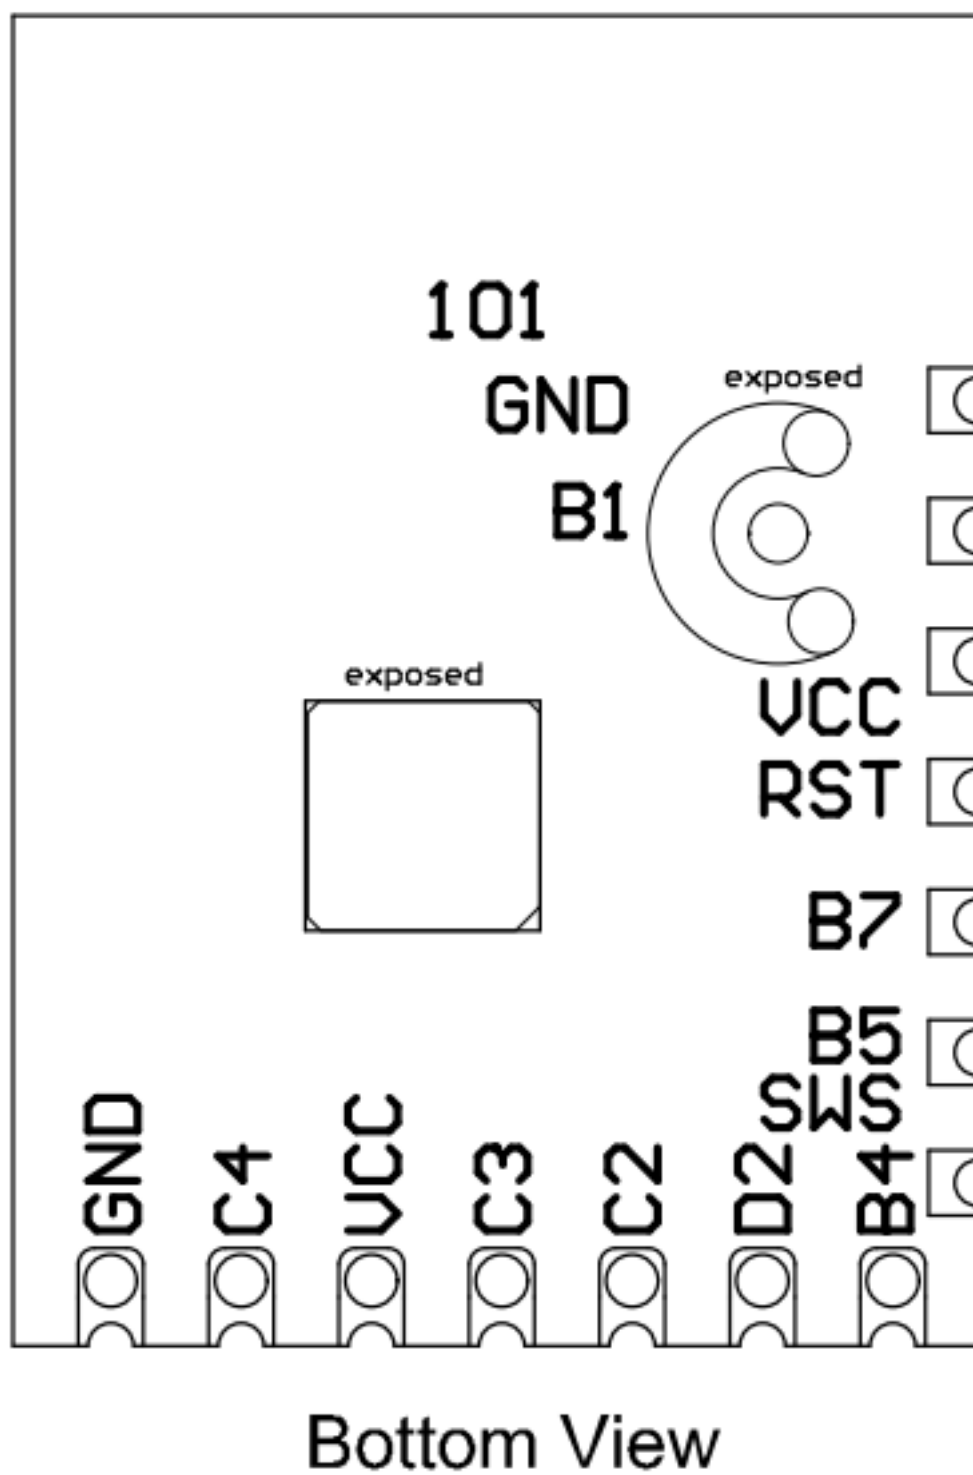 101
exposed
GND
B1
exposed
VCC
RST
B7
B5
SWS
GND
C4
VCC
C3
C2
D2
B4
Bottom View